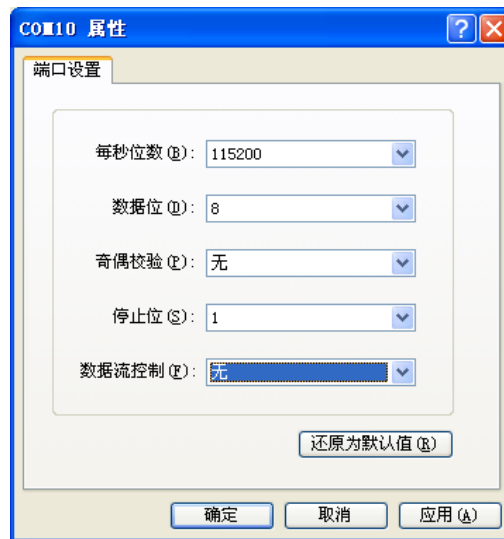 COM10 属性
端口设置
每秒位数(B): 115200
数据位(D): 8
奇偶校验(P): 无
停止位(S): 1
数据流控制(F): 无
还原为默认值(R)
确定 取消 应用(A)